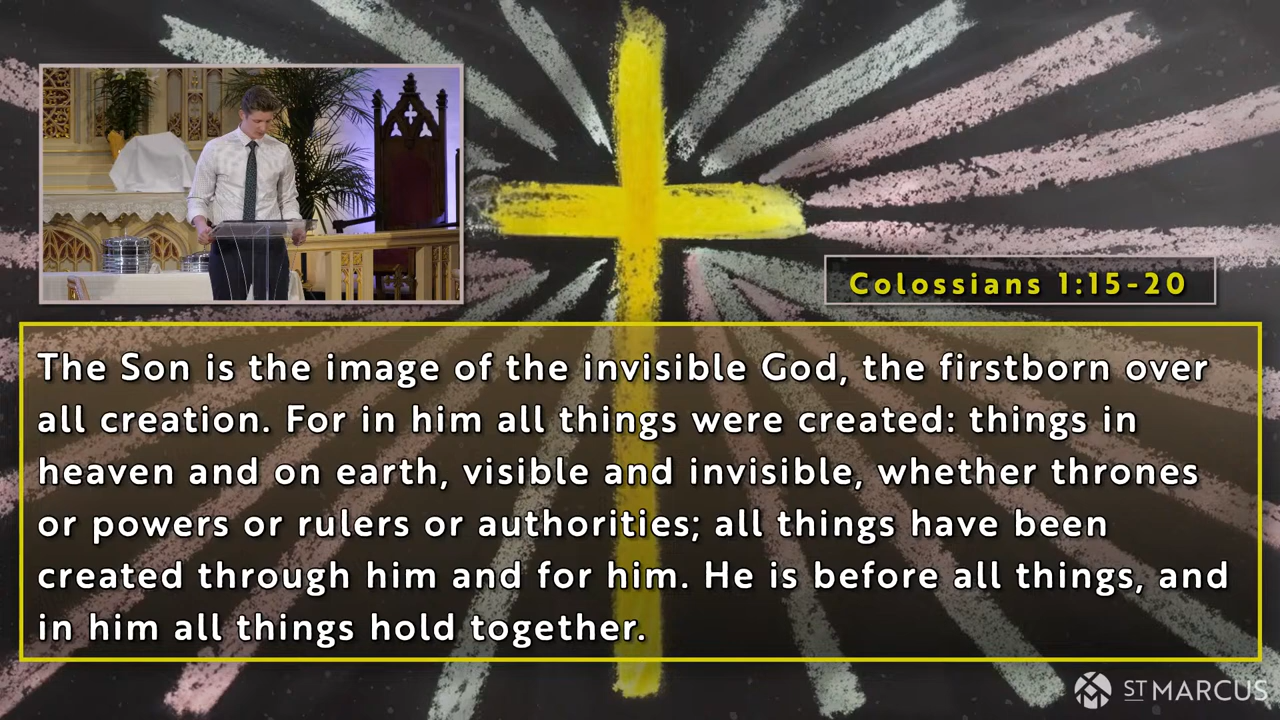 Colossians 1:15-20
The Son is the image of the invisible God, the firstborn over
all creation. For in him all things were created: things in
heaven and on earth, visible and invisible, whether thrones
or powers or rulers or authorities; all things have been
created through him and for him. He is before all things, and
in him all things hold together.
ST MARCUS